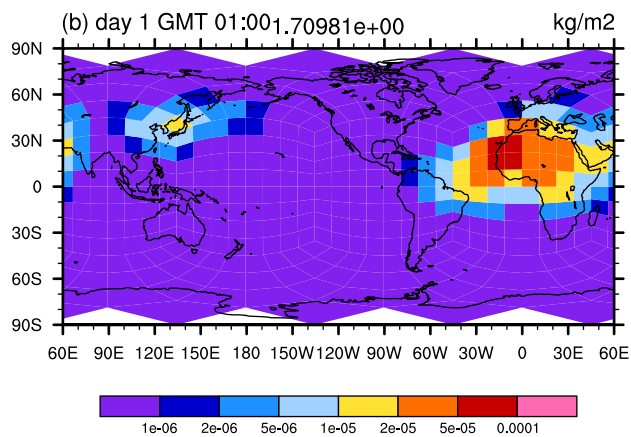 (b) day 1 GMT 01:00 1.70981e+00 kg/m2
90N
60N
30N
0
30S
60S
90S
60E 90E 120E 150E 180 150W 120W 90W 60W 30W 0 30E 60E
1e-06 2e-06 5e-06 1e-05 2e-05 5e-05 0.0001